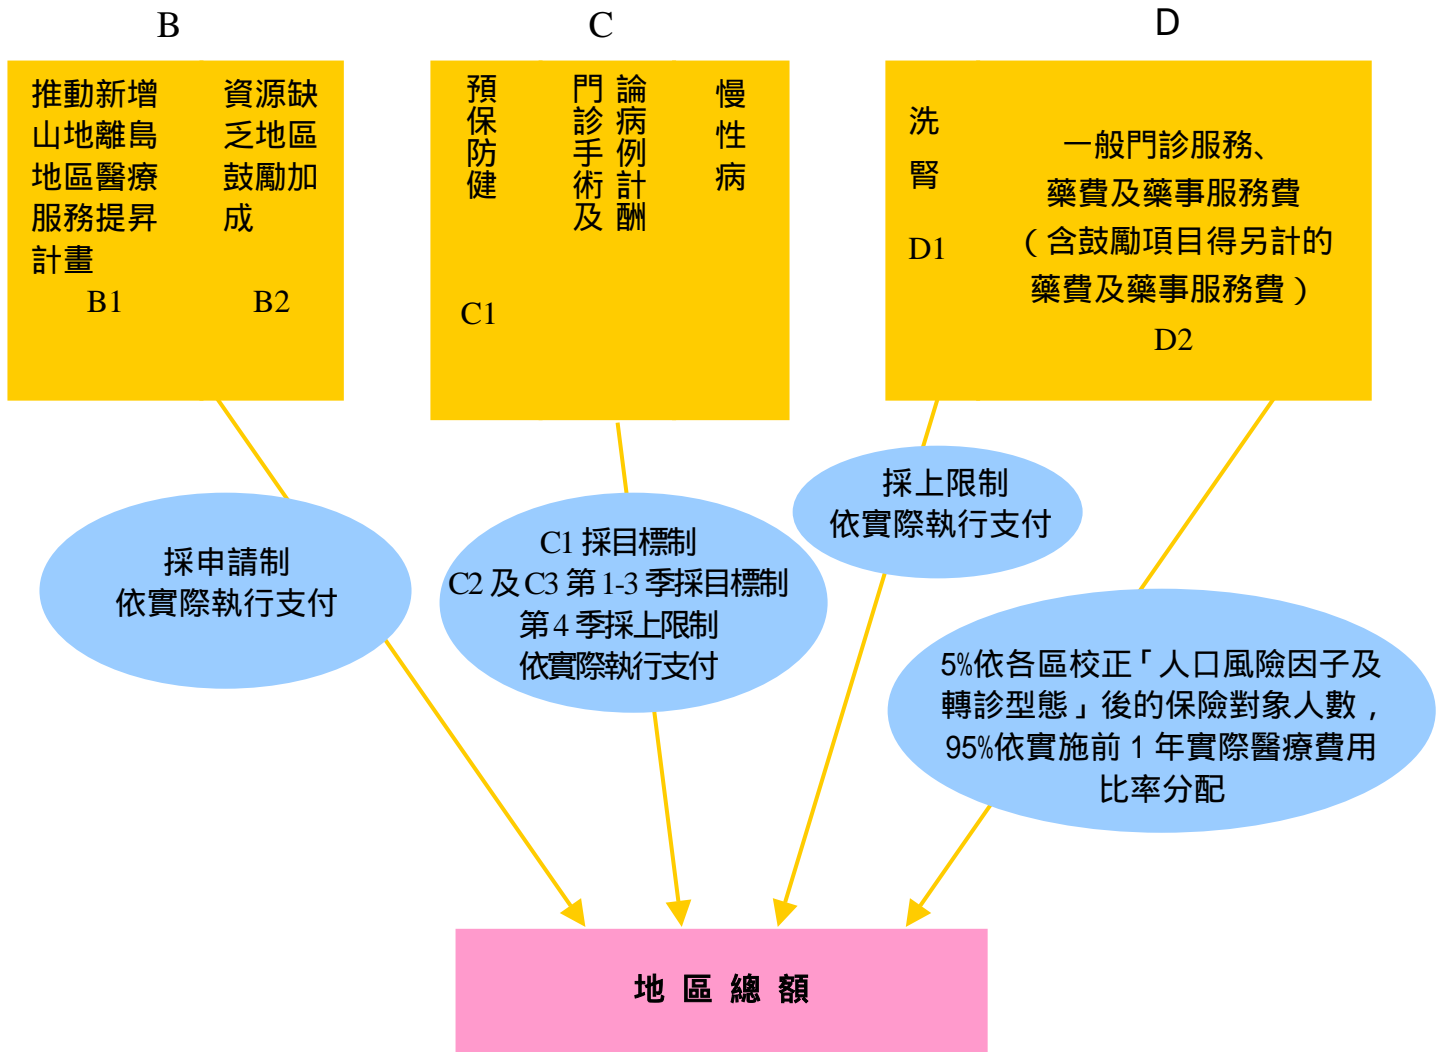 B
推動新增
山地離島
地區醫療
服務提昇
計畫
B1
資源缺
乏地區
鼓勵加
成
B2
C
預保防健
C1
論病例計酬
門診手術及
慢性病
D
洗腎
D1
一般門診服務、
藥費及藥事服務費
（含鼓勵項目得另計的
藥費及藥事服務費）
D2
採申請制
依實際執行支付
C1 採目標制
C2 及 C3 第 1-3 季採目標制
第 4 季採上限制
依實際執行支付
採上限制
依實際執行支付
5%依各區校正「人口風險因子及
轉診型態」後的保險對象人數，
95%依實施前 1 年實際醫療費用
比率分配
地 區 總 額